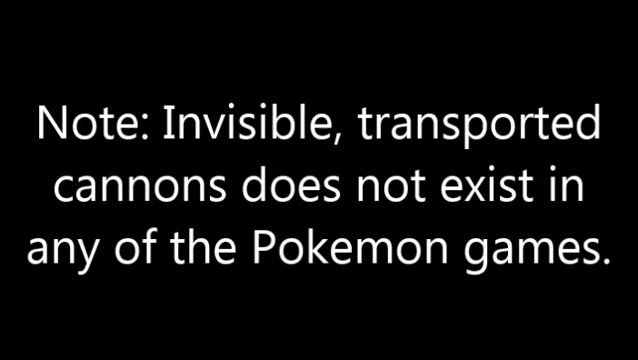 Note: Invisible, transported
cannons does not exist in
any of the Pokemon games.